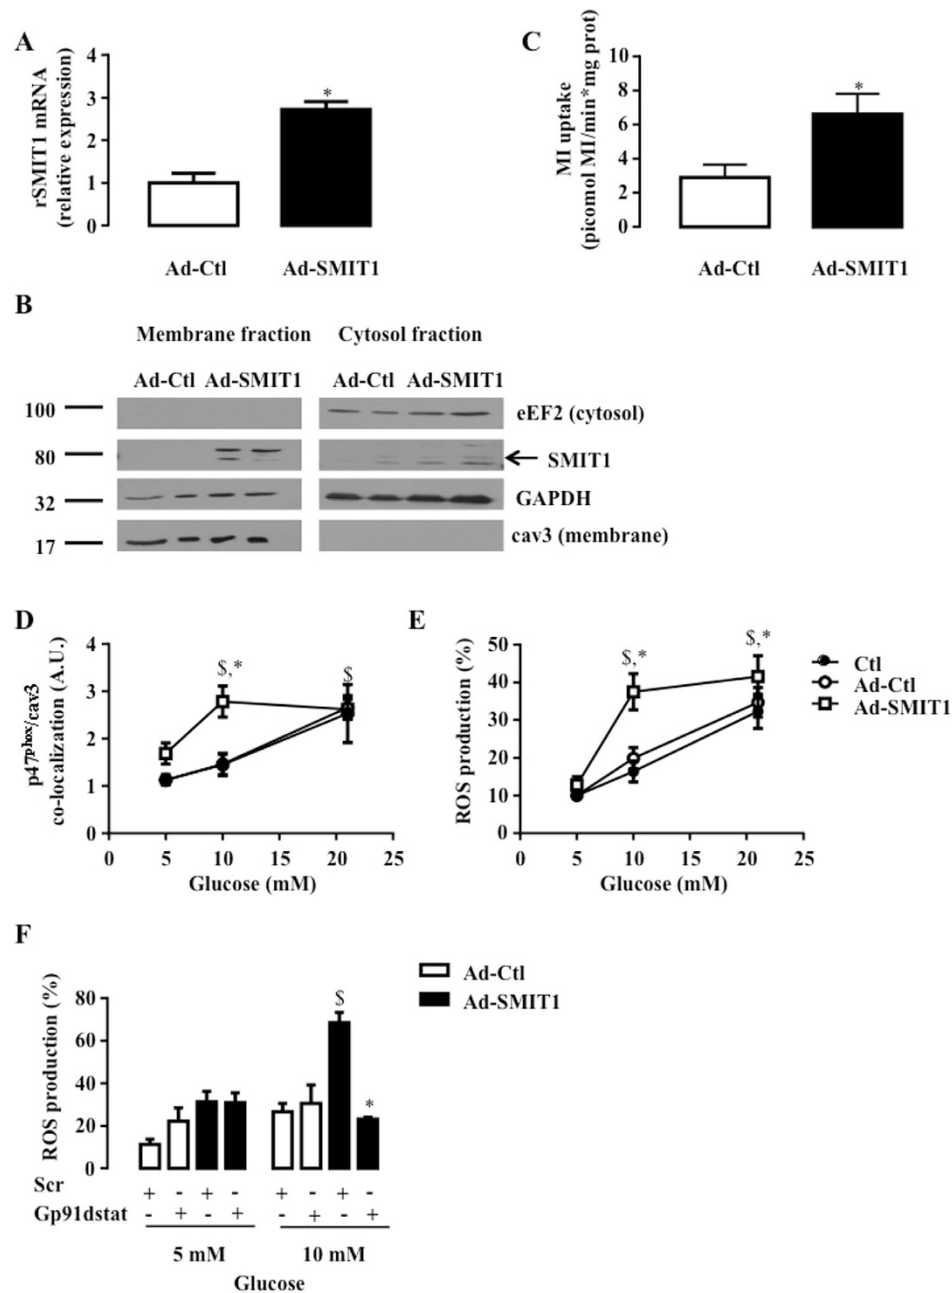 A
rSMIT1 mRNA
(relative expression)
4
3
2
1
0
*
Ad-Ctl Ad-SMIT1
C
MI uptake
(picomol MI/min*mg prot)
10
8
6
4
2
0
*
Ad-Ctl Ad-SMIT1
B
Membrane fraction Cytosol fraction
Ad-Ctl Ad-SMIT1 Ad-Ctl Ad-SMIT1
100 eEF2 (cytosol)
80 SMIT1
32 GAPDH
17 cav3 (membrane)
D
p47phox/cav3
co-localization (A.U.)
4
3
2
1
0
$,* $
0 5 10 15 20 25
Glucose (mM)
E
ROS production (%)
50
40
30
20
10
0
$,* $,*
0 5 10 15 20 25
Glucose (mM)
Ctl
Ad-Ctl
Ad-SMIT1
F
ROS production (%)
80
60
40
20
0
$
*
Ad-Ctl
Ad-SMIT1
Scr + - + - + - + -
Gp91dstat - + - + - + - +
5 mM 10 mM
Glucose